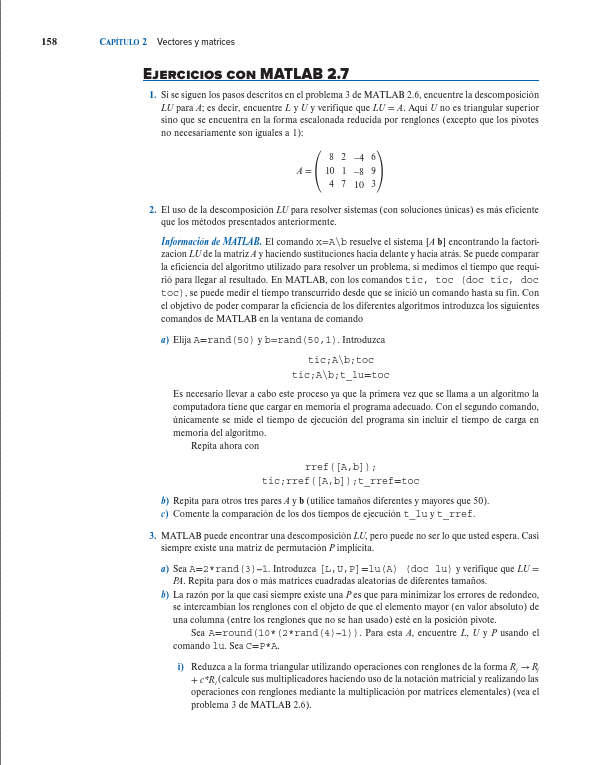 158 CAPÍTULO 2 Vectores y matrices
EJERCICIOS CON MATLAB 2.7
1. Si se siguen los pasos descritos en el problema 3 de MATLAB 2.6, encuentre la descomposición
LU para A; es decir, encuentre L y U y verifique que LU = A. Aquí U no es triangular superior
sino que se encuentra en la forma escalonada reducida por renglones (excepto que los pivotes
no necesariamente son iguales a 1):
8 2 –4 6
A = 10 1 –8 9
4 7 10 3
2. El uso de la descomposición LU para resolver sistemas (con soluciones únicas) es más eficiente
que los métodos presentados anteriormente.
Información de MATLAB. El comando x=A\b resuelve el sistema [A b] encontrando la factori-
zacion LU de la matriz A y haciendo sustituciones hacia delante y hacia atrás. Se puede comparar
la eficiencia del algoritmo utilizado para resolver un problema, si medimos el tiempo que requi-
rió para llegar al resultado. En MATLAB, con los comandos tic, toc (doc tic, doc
toc), se puede medir el tiempo transcurrido desde que se inició un comando hasta su fin. Con
el objetivo de poder comparar la eficiencia de los diferentes algoritmos introduzca los siguientes
comandos de MATLAB en la ventana de comando
a) Elija A=rand(50) y b=rand(50,1). Introduzca
tic;A\b;toc
tic;A\b;t_lu=toc
Es necesario llevar a cabo este proceso ya que la primera vez que se llama a un algoritmo la
computadora tiene que cargar en memoria el programa adecuado. Con el segundo comando,
únicamente se mide el tiempo de ejecución del programa sin incluir el tiempo de carga en
memoria del algoritmo.
Repita ahora con
rref([A,b]);
tic;rref([A,b]);t_rref=toc
b) Repita para otros tres pares A y b (utilice tamaños diferentes y mayores que 50).
c) Comente la comparación de los dos tiempos de ejecución t_lu y t_rref.
3. MATLAB puede encontrar una descomposición LU, pero puede no ser lo que usted espera. Casi
siempre existe una matriz de permutación P implícita.
a) Sea A=2*rand(3)–1. Introduzca [L,U,P]=lu(A) (doc lu) y verifique que LU =
PA. Repita para dos o más matrices cuadradas aleatorias de diferentes tamaños.
b) La razón por la que casi siempre existe una P es que para minimizar los errores de redondeo,
se intercambian los renglones con el objeto de que el elemento mayor (en valor absoluto) de
una columna (entre los renglones que no se han usado) esté en la posición pivote.
Sea A=round(10*(2*rand(4)–1)). Para esta A, encuentre L, U y P usando el
comando lu. Sea C=P*A.
i) Reduzca a la forma triangular utilizando operaciones con renglones de la forma Rj → Rj
+ c*Ri (calcule sus multiplicadores haciendo uso de la notación matricial y realizando las
operaciones con renglones mediante la multiplicación por matrices elementales) (vea el
problema 3 de MATLAB 2.6).